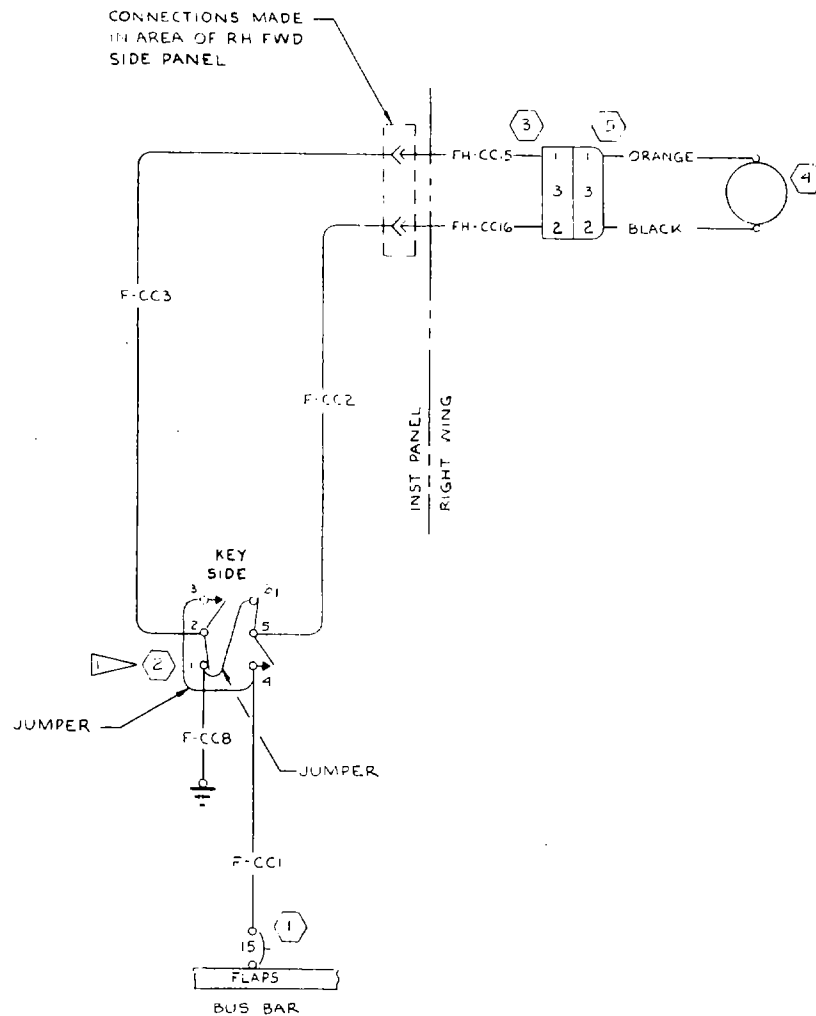 CONNECTIONS MADE
IN AREA OF RH FWD
SIDE PANEL
3
5
FH-CC15
1
1
ORANGE
4
3
3
FH-CC16
2
2
BLACK
F-CC3
F-CC2
INST PANEL
RIGHT WING
KEY
SIDE
3
2
5
1
2
1
4
JUMPER
F-CC8
JUMPER
F-CC1
1
15
FLAPS
BUS BAR